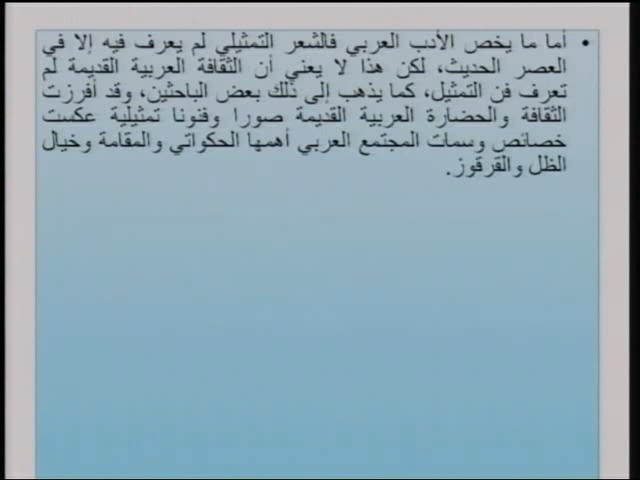 • أما ما يخص الأدب العربي فالشعر التمثيلي لم يعرف فيه إلا في
العصر الحديث، لكن هذا لا يعني أن الثقافة العربية القديمة لم
تعرف فن التمثيل، كما يذهب إلى ذلك بعض الباحثين، وقد أفرزت
الثقافة والحضارة العربية القديمة صورا وفنونا تمثيلية عكست
خصائص وسمات المجتمع العربي أهمها الحكواتي والمقامة وخيال
الظل والقرقوز.